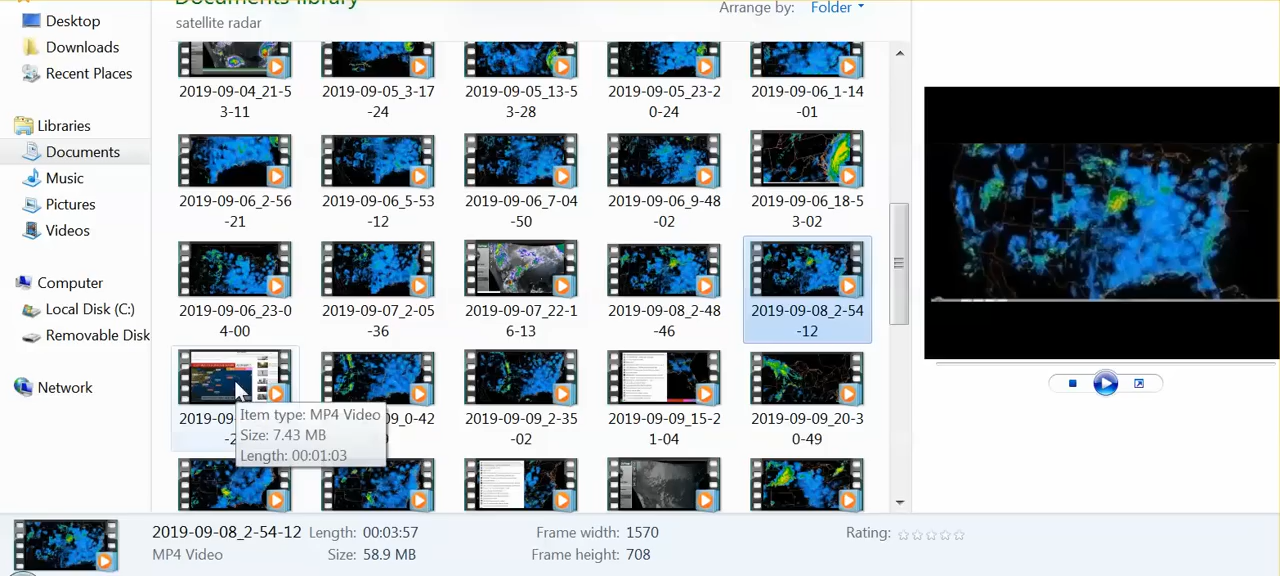 Documents library
satellite radar
Arrange by: Folder
Desktop
Downloads
Recent Places
Libraries
Documents
Music
Pictures
Videos
Computer
Local Disk (C:)
Removable Disk
Network
2019-09-04_21-5
3-11
2019-09-05_3-17
-24
2019-09-05_13-5
3-28
2019-09-05_23-2
0-24
2019-09-06_1-14
-01
2019-09-06_2-56
-21
2019-09-06_5-53
-12
2019-09-06_7-04
-50
2019-09-06_9-48
-02
2019-09-06_18-5
3-02
2019-09-06_23-0
4-00
2019-09-07_2-05
-36
2019-09-07_22-1
6-13
2019-09-08_2-48
-46
2019-09-08_2-54
-12
2019-09-
_0-42
9
2019-09-09_2-35
-02
2019-09-09_15-2
1-04
2019-09-09_20-3
0-49
Item type: MP4 Video
Size: 7.43 MB
Length: 00:01:03
2019-09-08_2-54-12 Length: 00:03:57 Frame width: 1570 Rating:
MP4 Video Size: 58.9 MB Frame height: 708